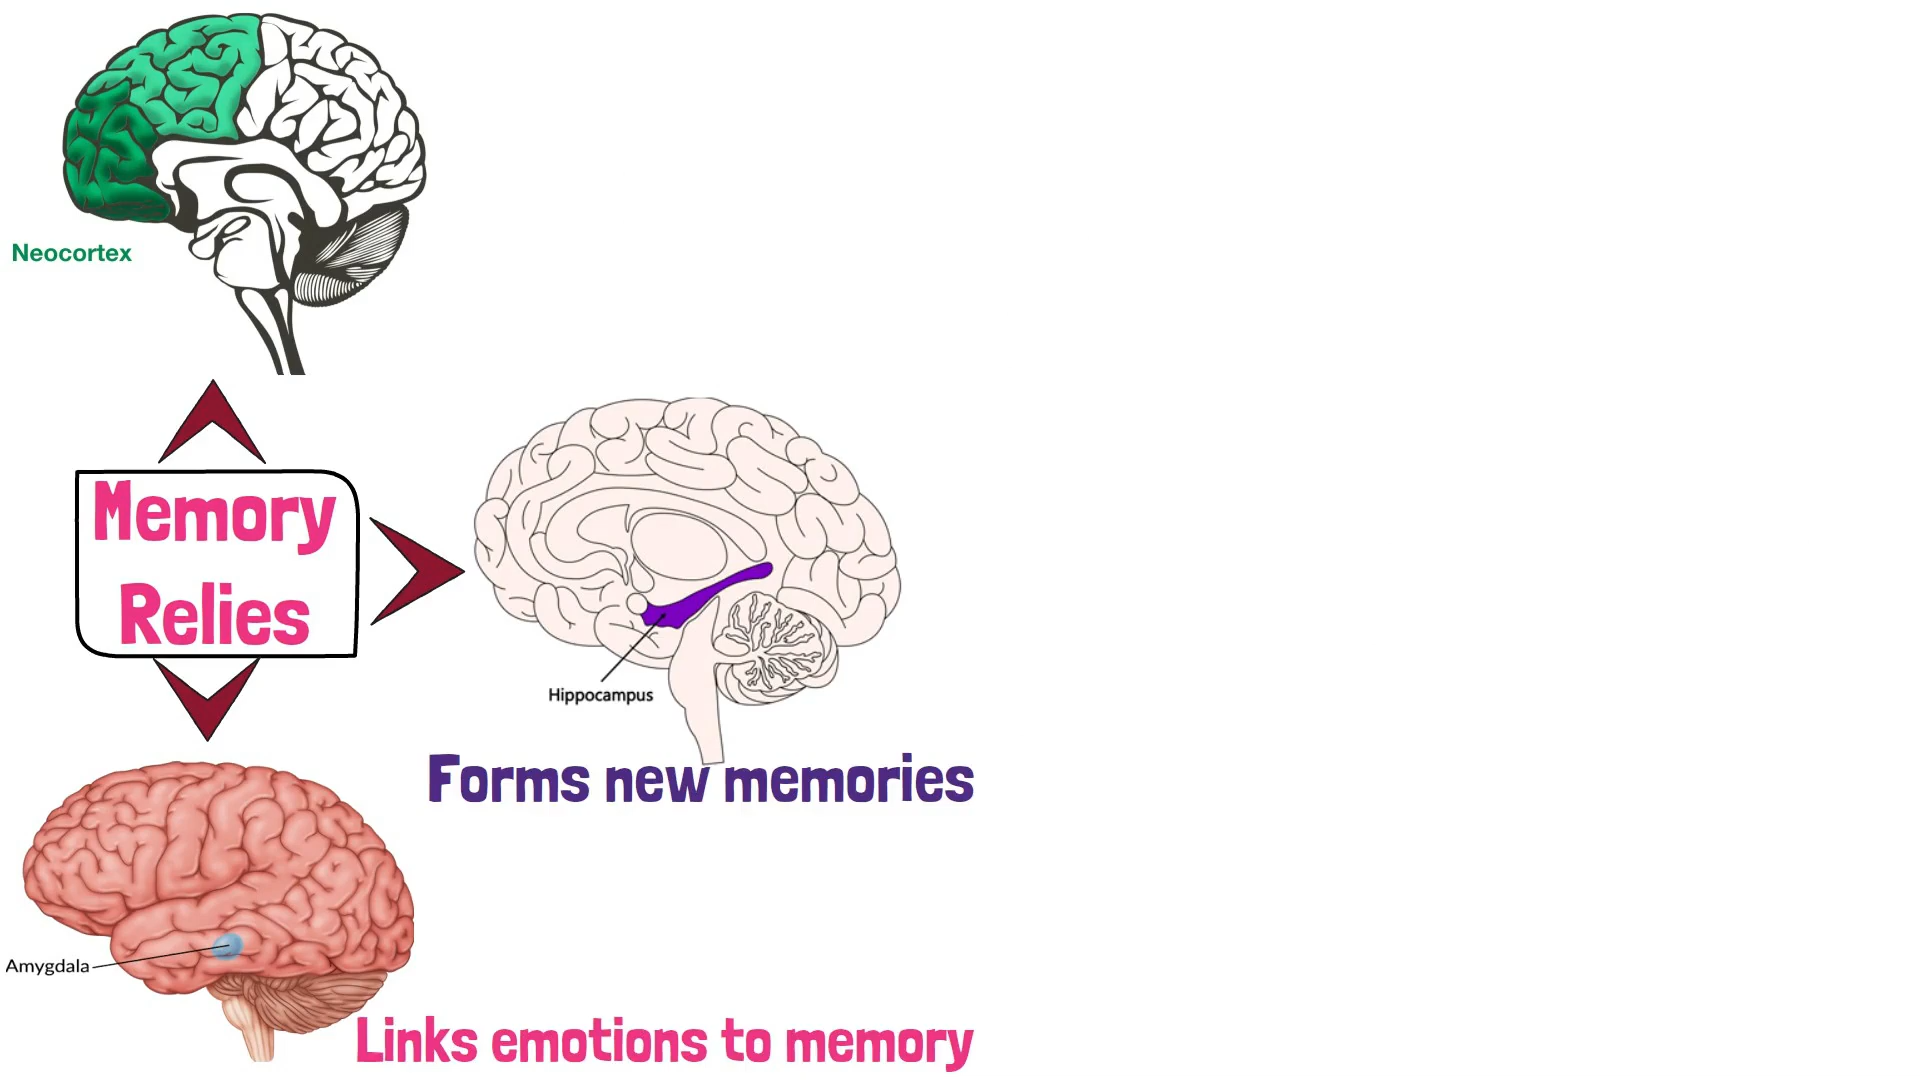 Neocortex
Memory
Relies
Hippocampus
Forms new memories
Amygdala
Links emotions to memory